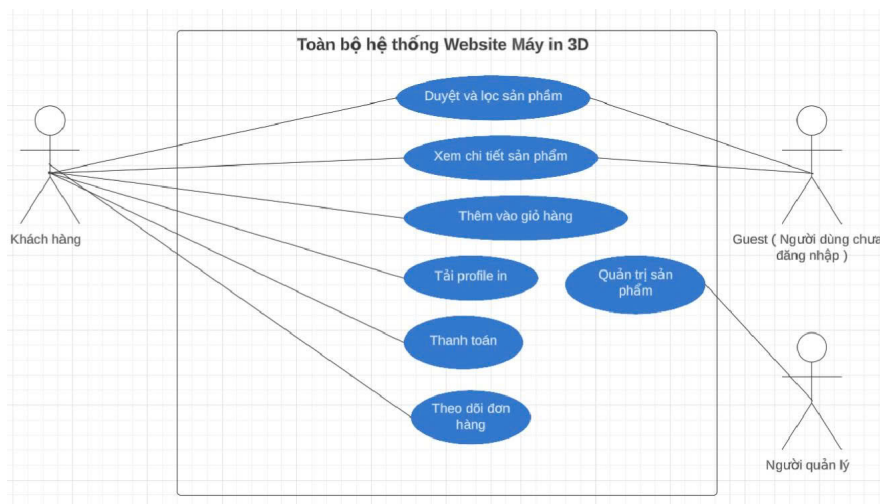 Toàn bộ hệ thống Website Máy in 3D
Duyệt và lọc sản phẩm
Xem chi tiết sản phẩm
Thêm vào giỏ hàng
Khách hàng
Guest ( Người dùng chưa
đăng nhập )
Tải profile in
Quản trị sản
phẩm
Thanh toán
Theo dõi đơn
hàng
Người quản lý